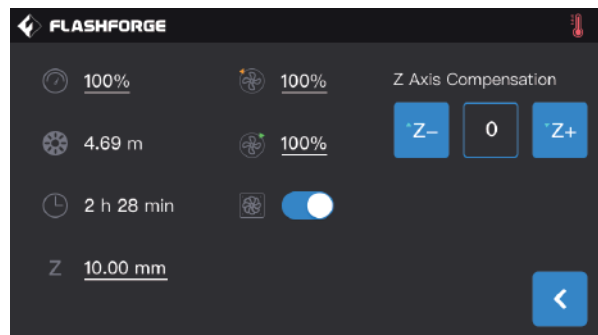 FLASHFORGE
100%
100%
Z Axis Compensation
4.69 m
100%
Z-
0
Z+
2 h 28 min
Z
10.00 mm